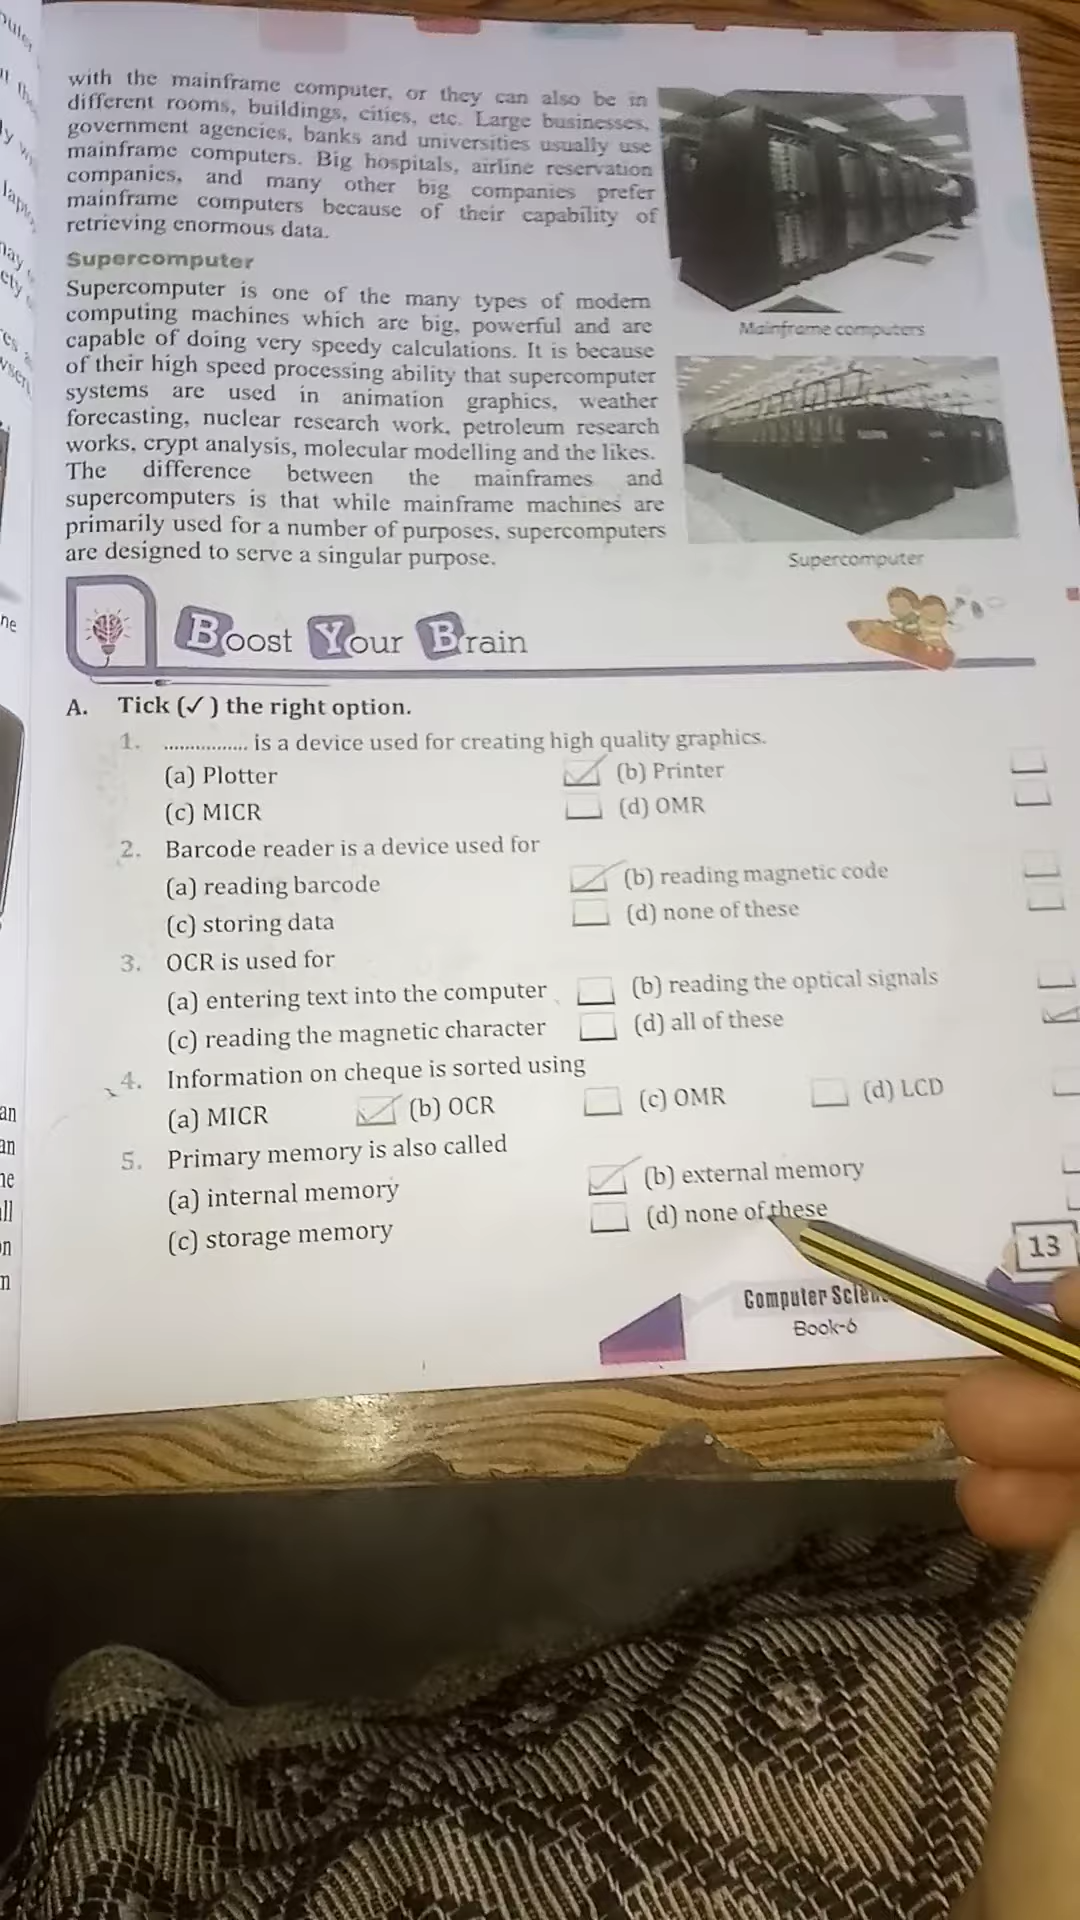 with the mainframe computer, or they can also be in
different rooms, buildings, cities, etc. Large businesses,
government agencies, banks and universities usually use
mainframe computers. Big hospitals, airline reservation
companies, and many other big companies prefer
mainframe computers because of their capability of
retrieving enormous data.
Mainframe computers
Supercomputer
Supercomputer is one of the many types of modern
computing machines which are big, powerful and are
capable of doing very speedy calculations. It is because
of their high speed processing ability that supercomputer
systems are used in animation graphics, weather
forecasting, nuclear research work, petroleum research
works, crypt analysis, molecular modelling and the likes.
The difference between the mainframes and
supercomputers is that while mainframe machines are
primarily used for a number of purposes, supercomputers
are designed to serve a singular purpose.
Supercomputer
Boost Your Brain
A. Tick (✓) the right option.
1. ................ is a device used for creating high quality graphics.
(a) Plotter (b) Printer
(c) MICR (d) OMR
2. Barcode reader is a device used for
(a) reading barcode (b) reading magnetic code
(c) storing data (d) none of these
3. OCR is used for
(a) entering text into the computer (b) reading the optical signals
(c) reading the magnetic character (d) all of these
4. Information on cheque is sorted using
(a) MICR (b) OCR (c) OMR (d) LCD
5. Primary memory is also called
(a) internal memory (b) external memory
(c) storage memory (d) none of these
13
Computer
Book-6